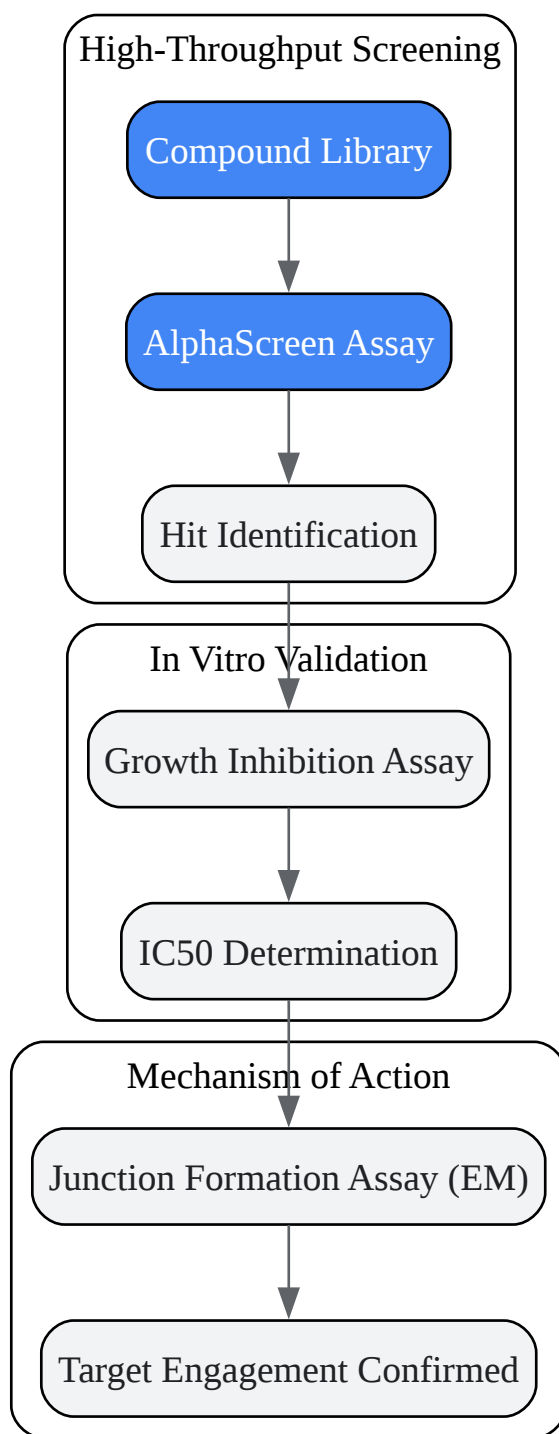 High-Throughput Screening
Compound Library
AlphaScreen Assay
Hit Identification
In Vitro Validation
Growth Inhibition Assay
IC50 Determination
Mechanism of Action
Junction Formation Assay (EM)
Target Engagement Confirmed